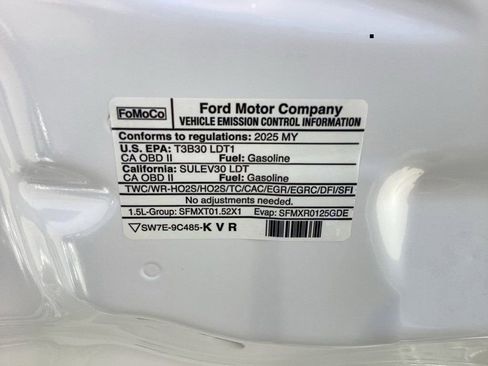 FoMoCo
Ford Motor Company
VEHICLE EMISSION CONTROL INFORMATION
Conforms to regulations: 2025 MY
U.S. EPA: T3B30 LDT1
CA OBD II Fuel: Gasoline
California: SULEV30 LDT
CA OBD II Fuel: Gasoline
TWC/WR-HO2S/HO2S/TC/CAC/EGR/EGRC/DFI/SFI
No adjustments needed.
1.5L-Group: SFMXT01.52X1 Evap: SFMXR0125GDE
SW7E-9C485-K V R